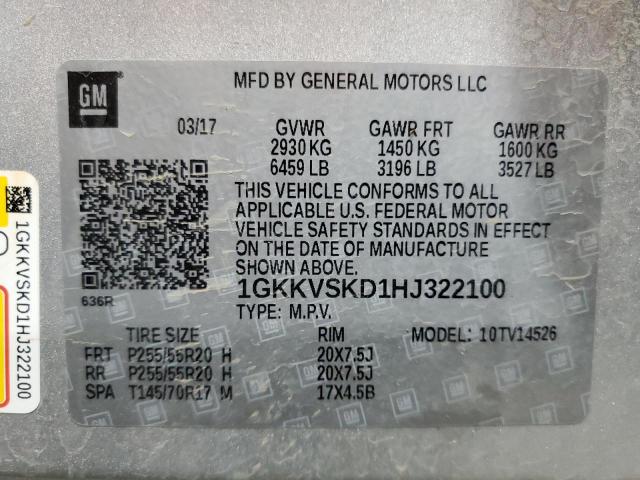 GM
MFD BY GENERAL MOTORS LLC
03/17 GVWR GAWR FRT GAWR RR
2930 KG 1450 KG 1600 KG
6459 LB 3196 LB 3527 LB
THIS VEHICLE CONFORMS TO ALL
APPLICABLE U.S. FEDERAL MOTOR
VEHICLE SAFETY STANDARDS IN EFFECT
ON THE DATE OF MANUFACTURE
SHOWN ABOVE.
636R
1GKKVSKD1HJ322100
TYPE: M.P.V.
TIRE SIZE RIM MODEL: 10TV14526
FRT P255/55R20 H 20X7.5J
RR P255/55R20 H 20X7.5J
SPA T145/70R17 M 17X4.5B
1GKKVSKD1HJ322100